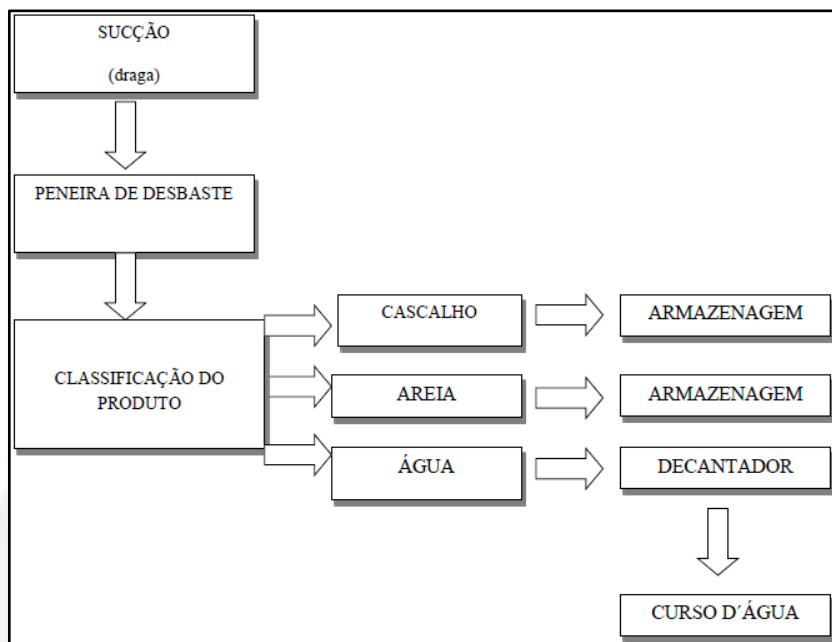 SUCÇÃO
(draga)
PENEIRA DE DESBASTE
CLASSIFICAÇÃO DO
PRODUTO
CASCALHO
ARMAZENAGEM
AREIA
ARMAZENAGEM
ÁGUA
DECANTADOR
CURSO D´ÁGUA